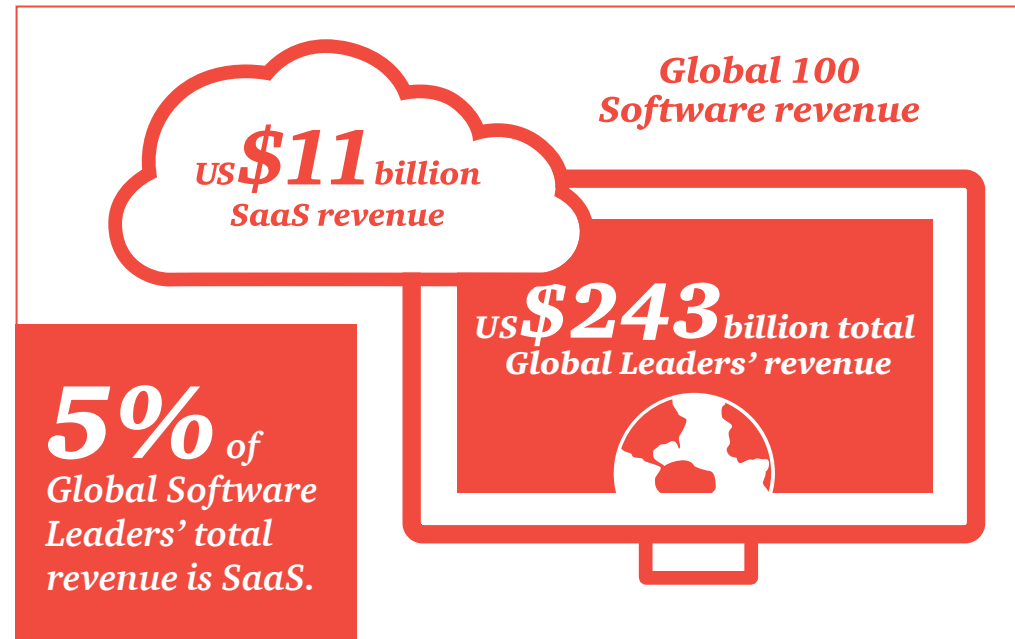 Global 100
Software revenue
US$11 billion
SaaS revenue
US$243 billion total
Global Leaders’ revenue
5% of
Global Software
Leaders’ total
revenue is SaaS.